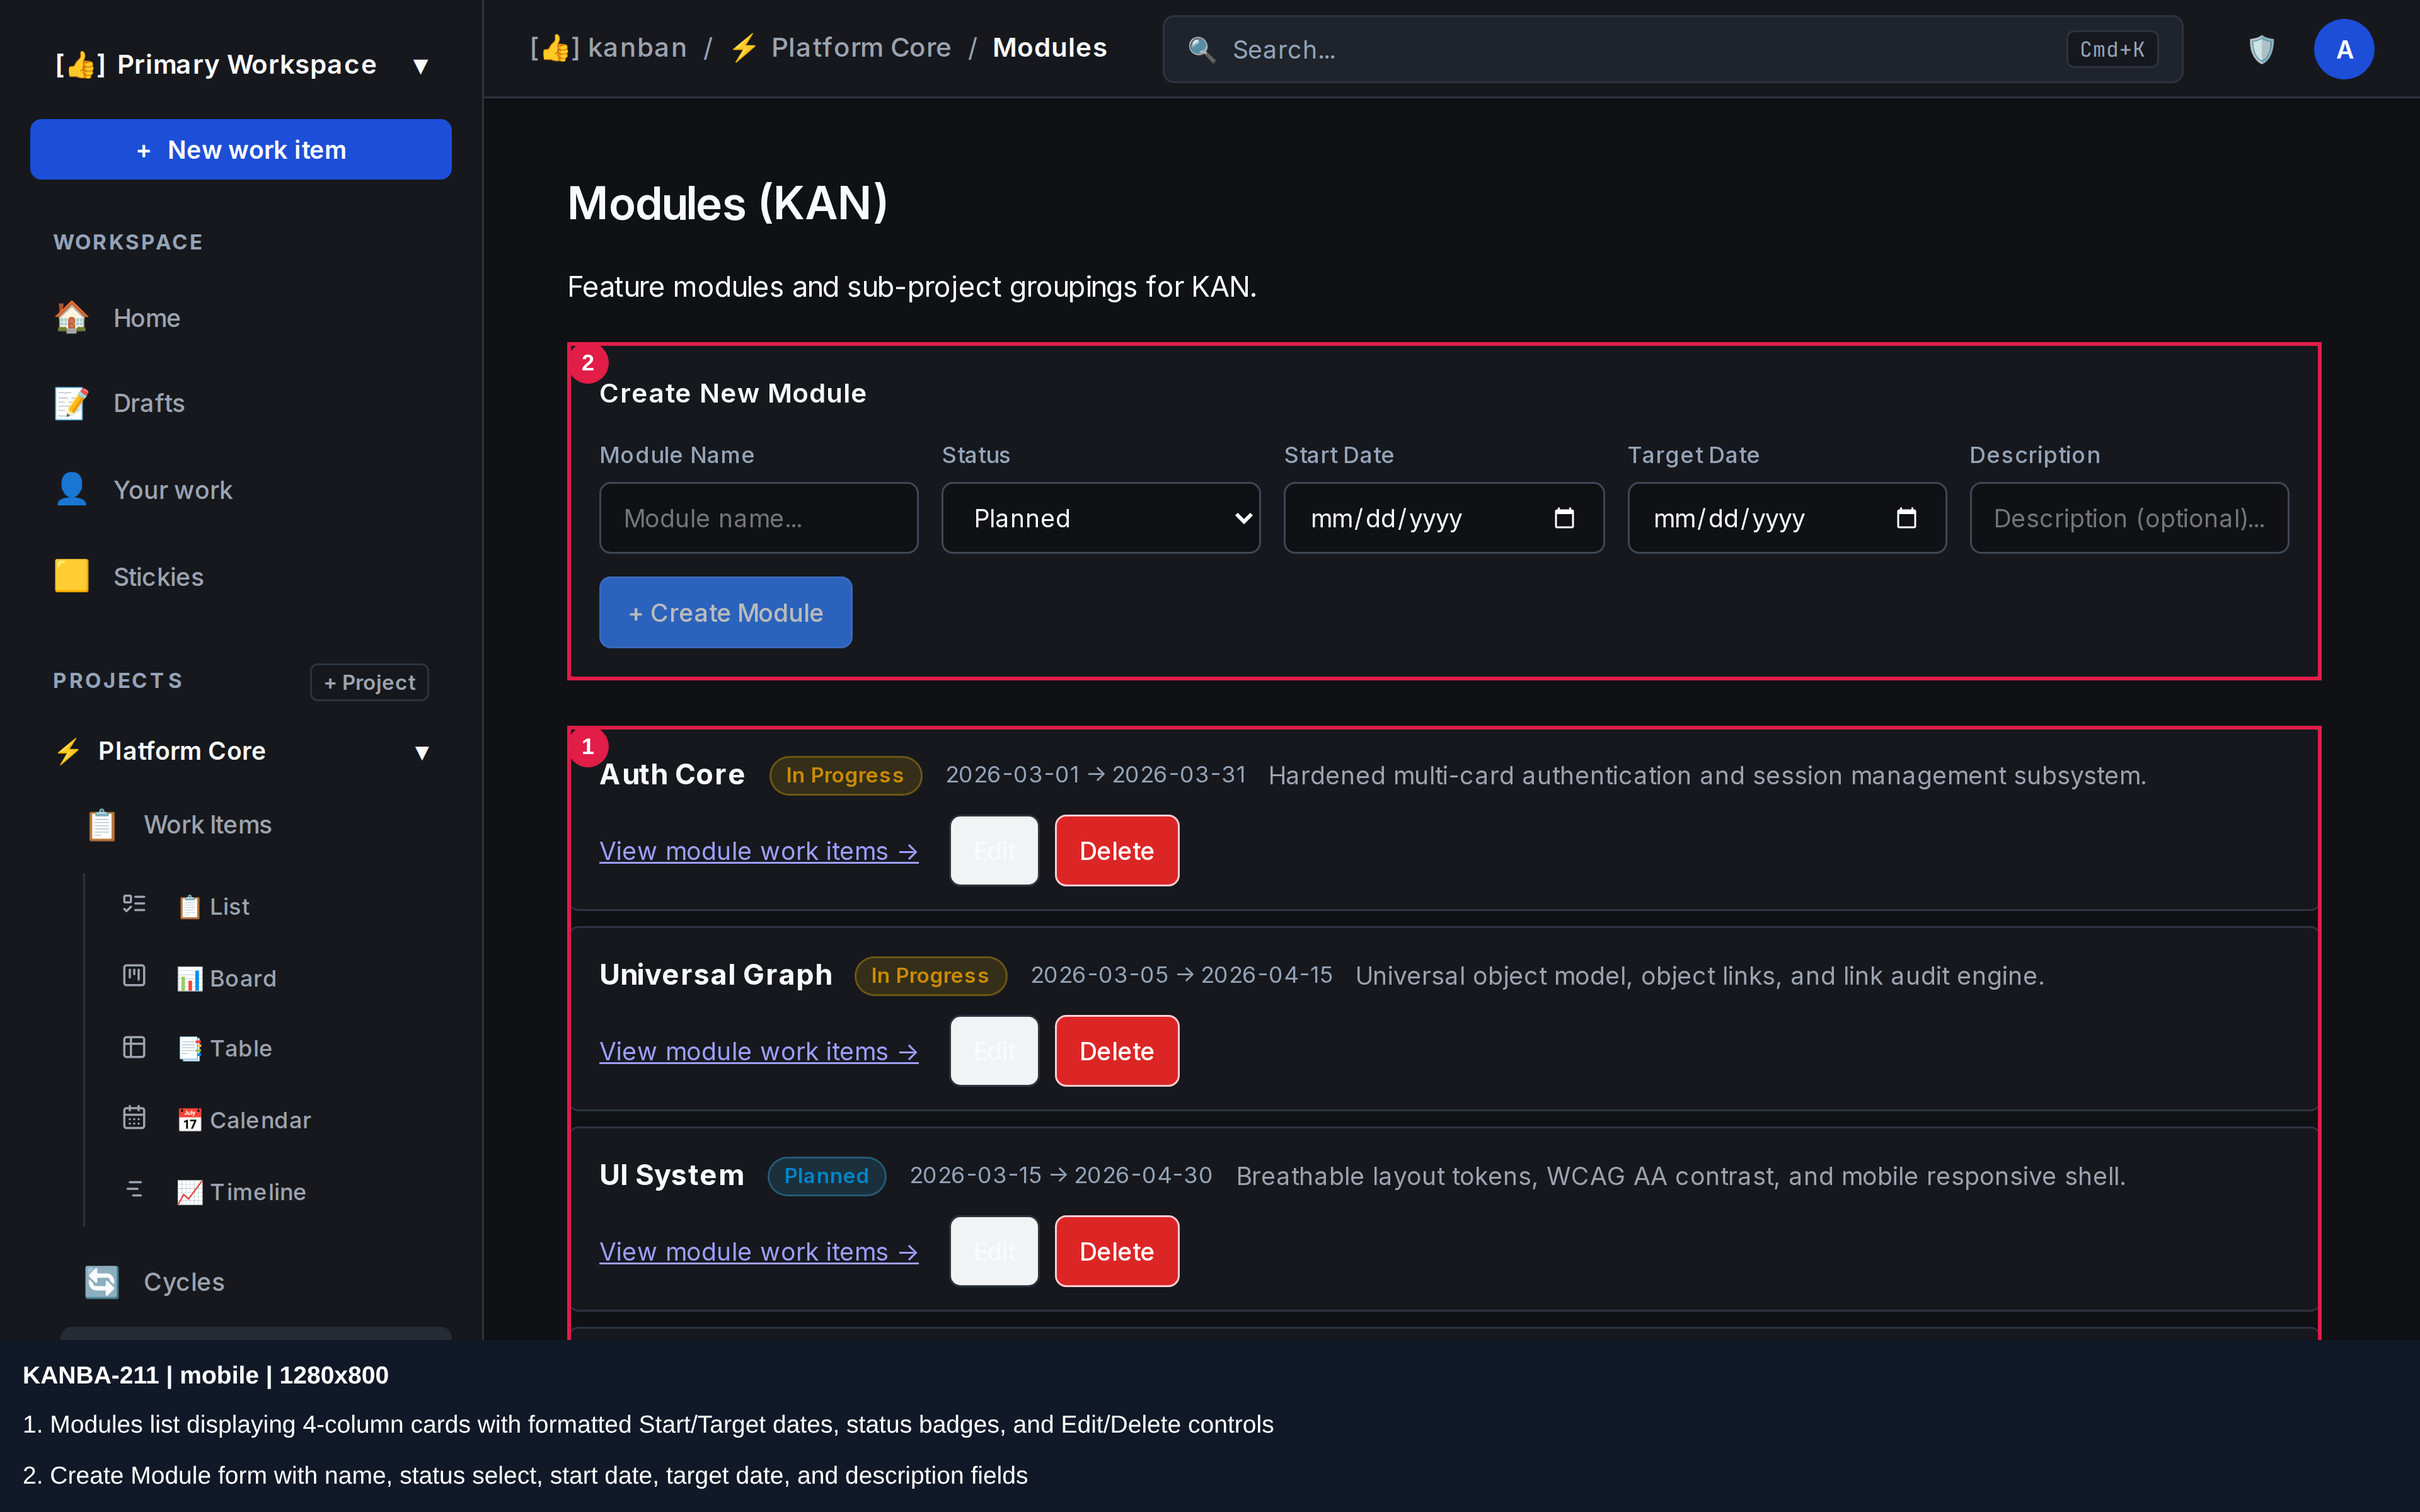 [👍] Primary Workspace ▼
+ New work item
WORKSPACE
🏠 Home
📝 Drafts
👤 Your work
🟨 Stickies
PROJECTS + Project
⚡ Platform Core ▼
📋 Work Items
📋 List
📊 Board
📑 Table
📅 Calendar
📈 Timeline
🔄 Cycles
[👍] kanban / ⚡ Platform Core / Modules
🔍 Search... Cmd+K
🛡️ A
Modules (KAN)
Feature modules and sub-project groupings for KAN.
2
Create New Module
Module Name Status Start Date Target Date Description
Module name... Planned mm/dd/yyyy mm/dd/yyyy Description (optional)...
+ Create Module
1
Auth Core In Progress 2026-03-01 → 2026-03-31 Hardened multi-card authentication and session management subsystem.
View module work items → Edit Delete
Universal Graph In Progress 2026-03-05 → 2026-04-15 Universal object model, object links, and link audit engine.
View module work items → Edit Delete
UI System Planned 2026-03-15 → 2026-04-30 Breathable layout tokens, WCAG AA contrast, and mobile responsive shell.
View module work items → Edit Delete
KANBA-211 | mobile | 1280x800
1. Modules list displaying 4-column cards with formatted Start/Target dates, status badges, and Edit/Delete controls
2. Create Module form with name, status select, start date, target date, and description fields